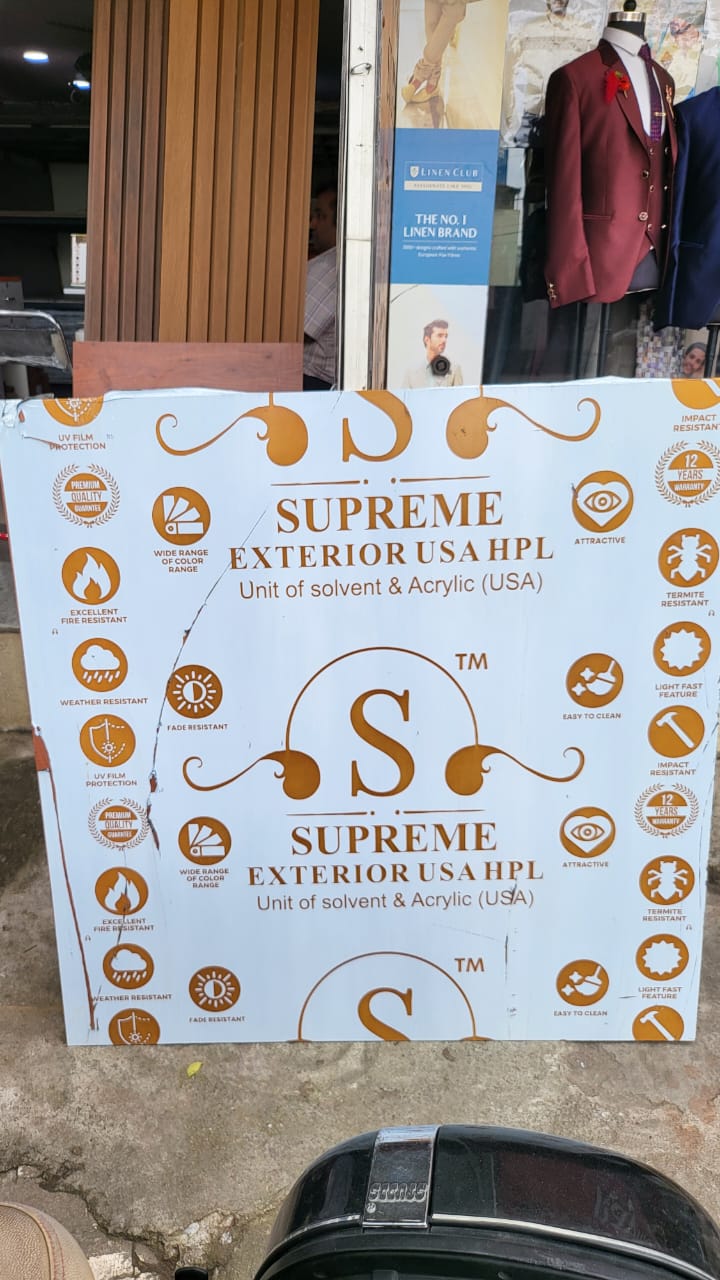 LINEN CLUB
THE NO. 1
LINEN BRAND
UV FILM
PROTECTION
IMPACT
RESISTANT
S
PREMIUM
QUALITY
GUARNTEE
WIDE RANGE
OF COLOR
RANGE
SUPREME
EXTERIOR USA HPL
Unit of solvent & Acrylic (USA)
ATTRACTIVE
12
YEARS
WARRANTY
EXCELLENT
FIRE RESISTANT
TERMITE
RESISTANT
WEATHER RESISTANT
FADE RESISTANT
TM
S
EASY TO CLEAN
LIGHT FAST
FEATURE
UV FILM
PROTECTION
IMPACT
RESISTANT
PREMIUM
QUALITY
GUARNTEE
WIDE RANGE
OF COLOR
RANGE
SUPREME
EXTERIOR USA HPL
Unit of solvent & Acrylic (USA)
ATTRACTIVE
12
YEARS
WARRANTY
EXCELLENT
FIRE RESISTANT
TERMITE
RESISTANT
WEATHER RESISTANT
FADE RESISTANT
TM
S
EASY TO CLEAN
LIGHT FAST
FEATURE